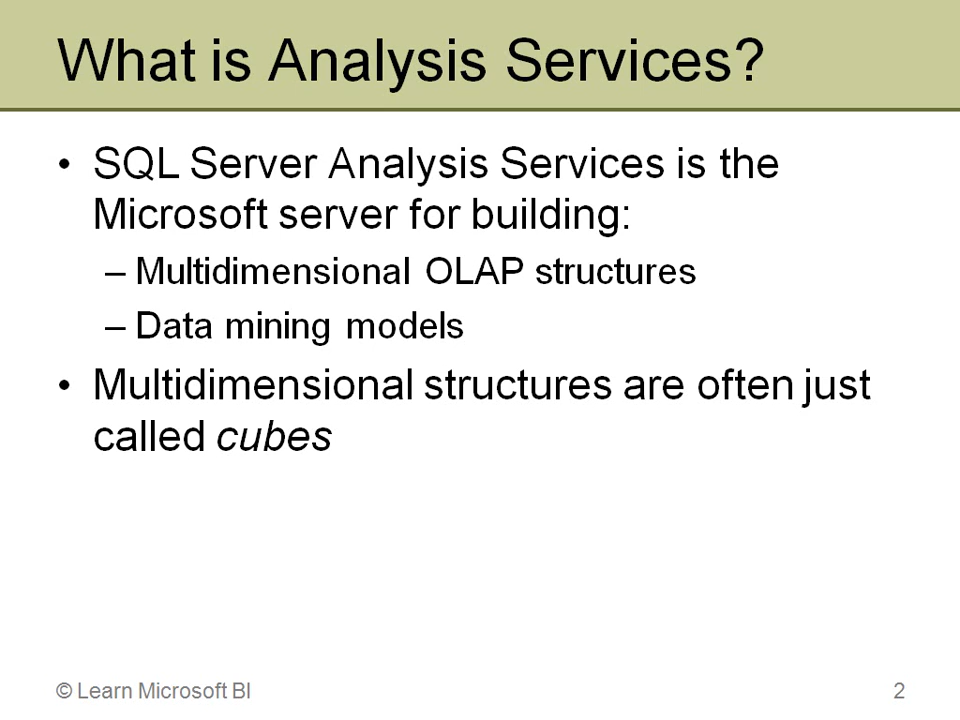 What is Analysis Services?
• SQL Server Analysis Services is the
Microsoft server for building:
– Multidimensional OLAP structures
– Data mining models
• Multidimensional structures are often just
called cubes
© Learn Microsoft BI
2